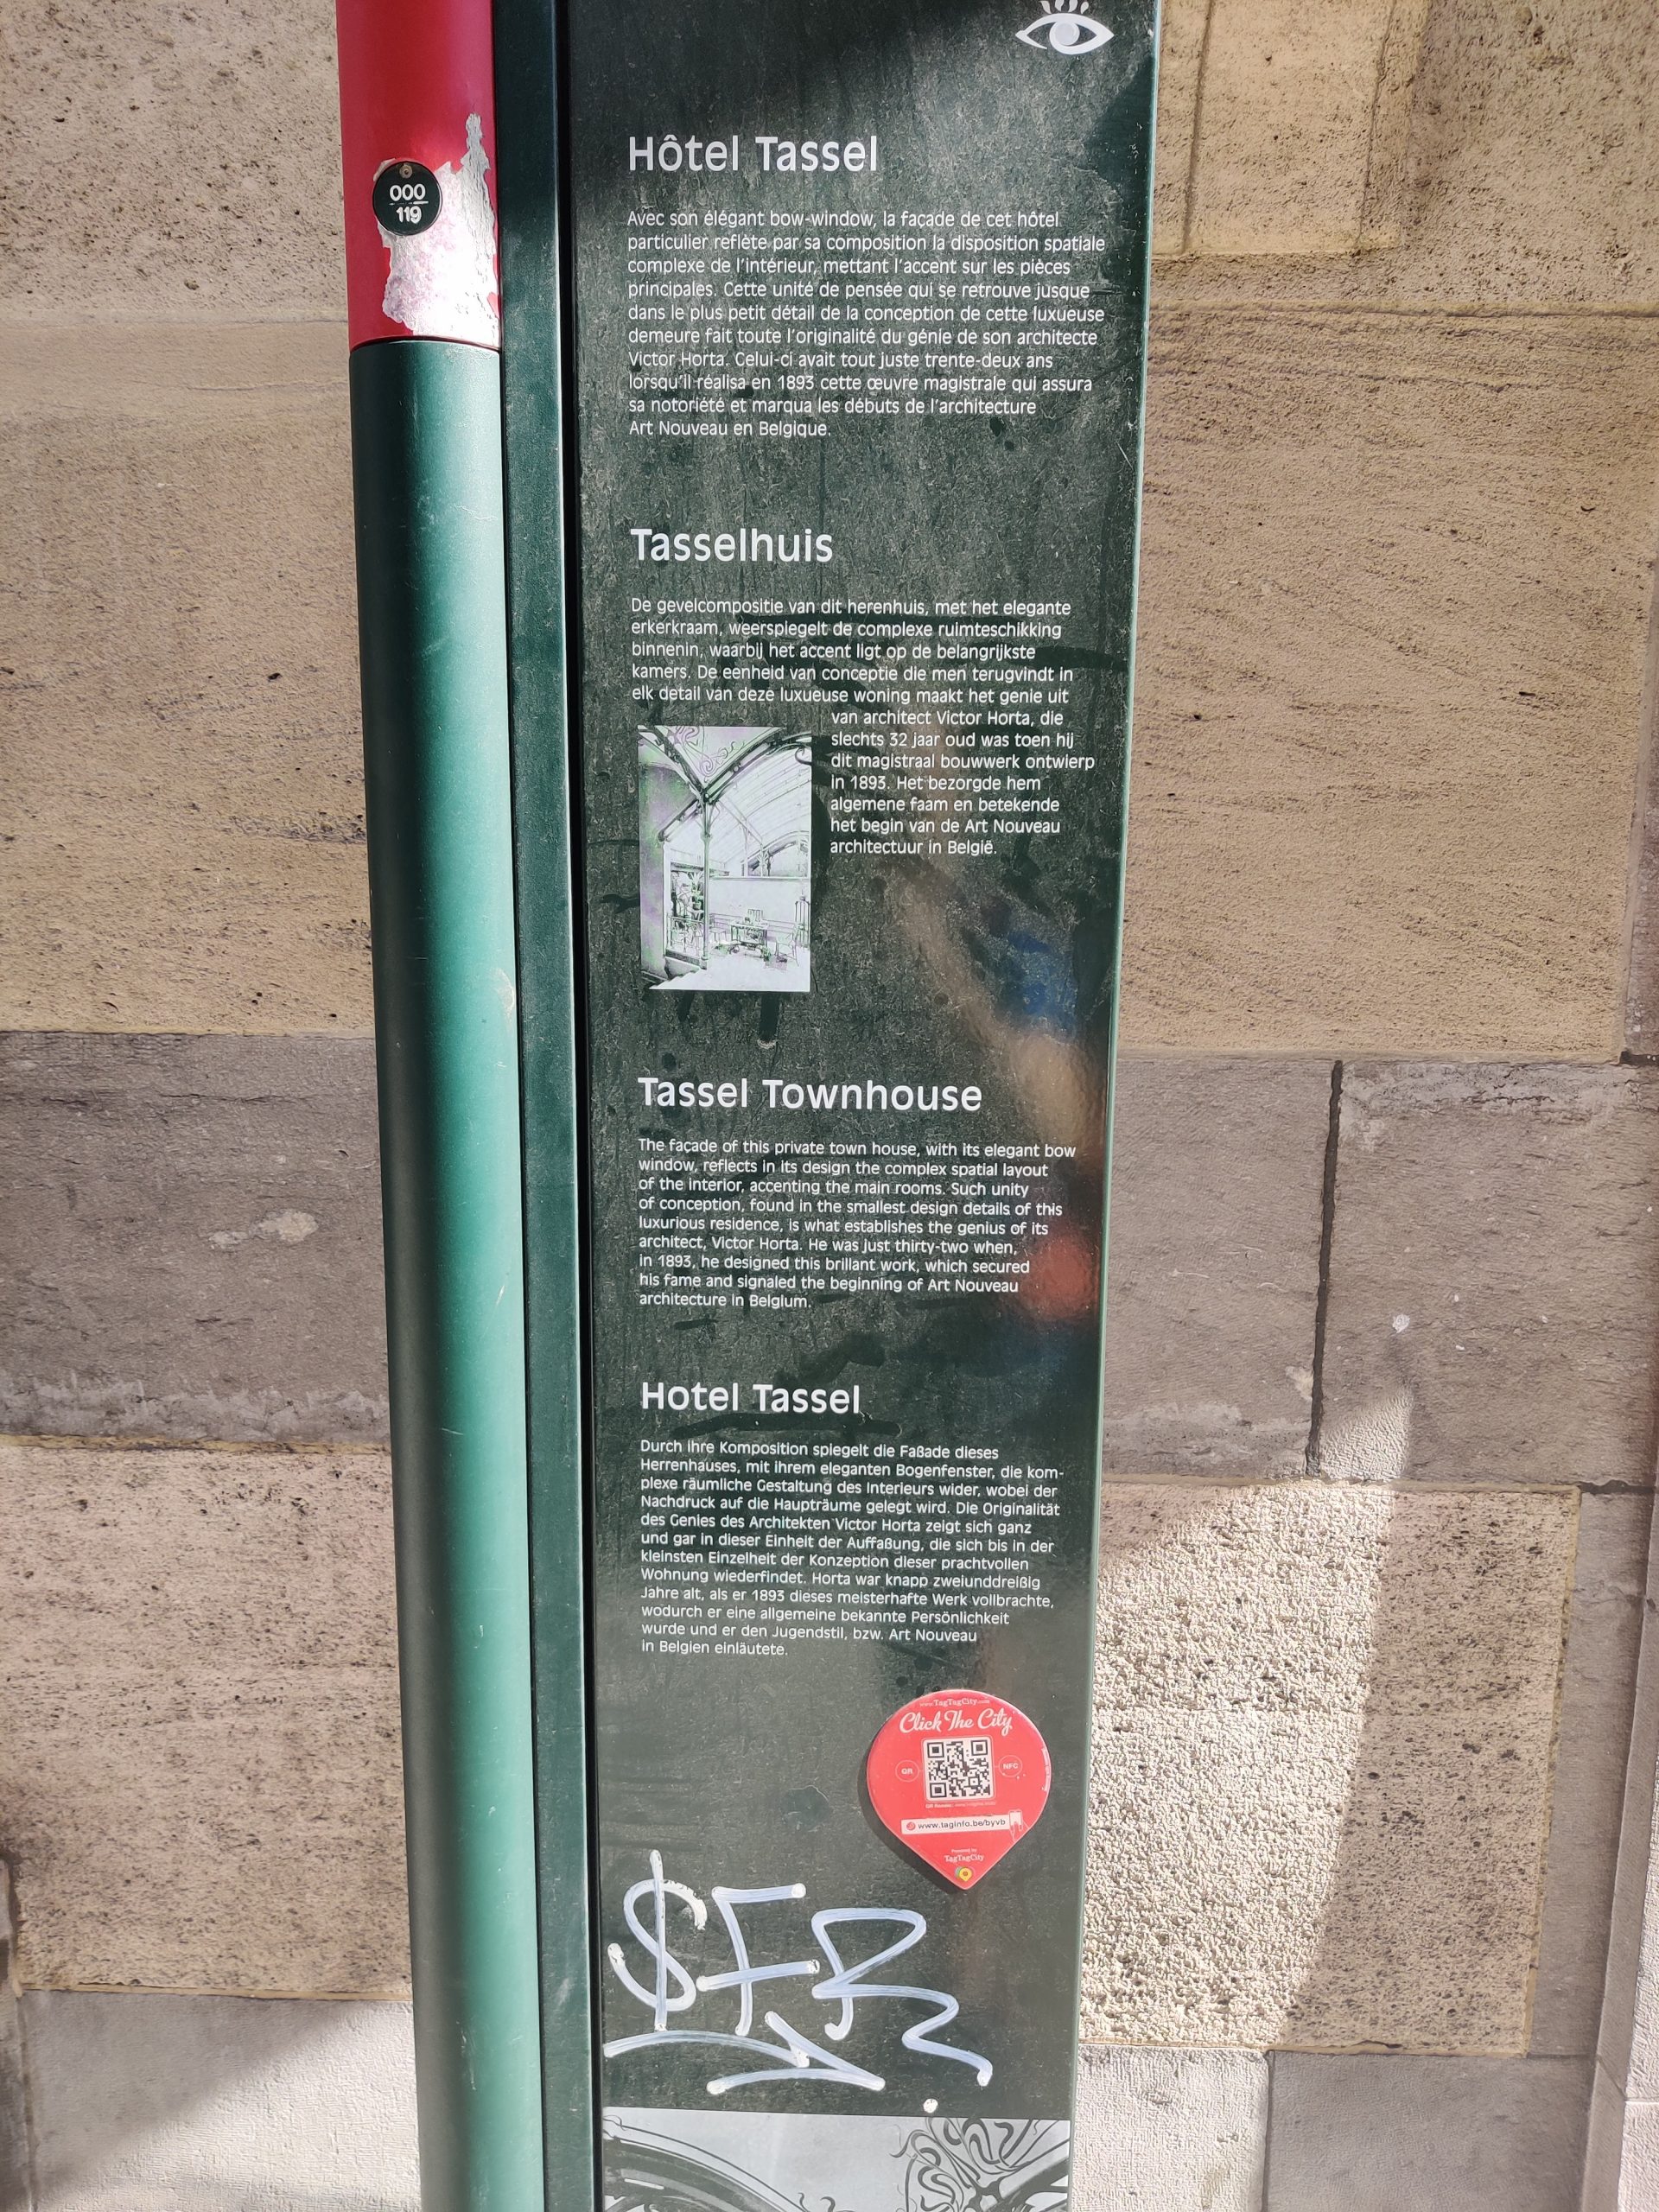 000
119
Hôtel Tassel
Avec son élégant bow-window, la façade de cet hôtel
particulier reflète par sa composition la disposition spatiale
complexe de l'intérieur, mettant l'accent sur les pièces
principales. Cette unité de pensée qui se retrouve jusque
dans le plus petit détail de la conception de cette luxueuse
demeure fait toute l'originalité du génie de son architecte
Victor Horta. Celui-ci avait tout juste trente-deux ans
lorsqu'il réalisa en 1893 cette œuvre magistrale qui assura
sa notoriété et marqua les débuts de l'architecture
Art Nouveau en Belgique.
Tasselhuis
De gevelcompositie van dit herenhuis, met het elegante
erkerkraam, weerspiegelt de complexe ruimteschikking
binnenin, waarbij het accent ligt op de belangrijkste
kamers. De eenheid van conceptie die men terugvindt in
elk detail van deze luxueuse woning maakt het genie uit
van architect Victor Horta, die
slechts 32 jaar oud was toen hij
dit magistraal bouwwerk ontwierp
in 1893. Het bezorgde hem
algemene faam en betekende
het begin van de Art Nouveau
architectuur in België.
Tassel Townhouse
The façade of this private town house, with its elegant bow
window, reflects in its design the complex spatial layout
of the interior, accenting the main rooms. Such unity
of conception, found in the smallest design details of this
luxurious residence, is what establishes the genius of its
architect, Victor Horta. He was just thirty-two when,
in 1893, he designed this brillant work, which secured
his fame and signaled the beginning of Art Nouveau
architecture in Belgium.
Hotel Tassel
Durch ihre Komposition spiegelt die Faßade dieses
Herrenhauses, mit ihrem eleganten Bogenfenster, die kom-
plexe räumliche Gestaltung des Interieurs wider, wobei der
Nachdruck auf die Haupträume gelegt wird. Die Originalität
des Genies des Architekten Victor Horta zeigt sich ganz
und gar in dieser Einheit der Auffaßung, die sich bis in der
kleinsten Einzelheit der Konzeption dieser prachtvollen
Wohnung wiederfindet. Horta war knapp zweiunddreißig
Jahre alt, als er 1893 dieses meisterhafte Werk vollbrachte,
wodurch er eine allgemeine bekannte Persönlichkeit
wurde und er den Jugendstil, bzw. Art Nouveau
in Belgien einläutete.
www.TagTagCity.com
Click The City
QR
NFC
www.taginfo.be/byvb
Powered by
TagTagCity